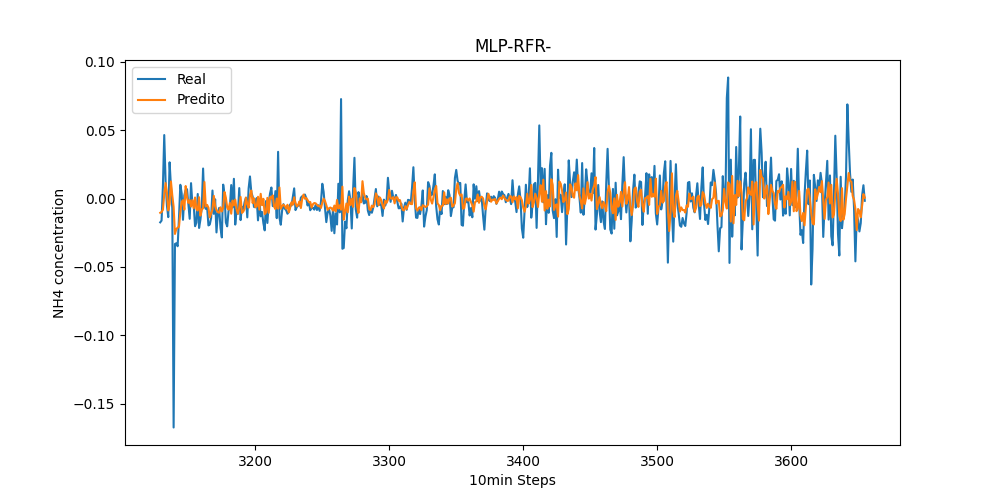 MLP-RFR-
Real
Predito
0.10
0.05
0.00
−0.05
−0.10
−0.15
NH4 concentration
3200 3300 3400 3500 3600
10min Steps